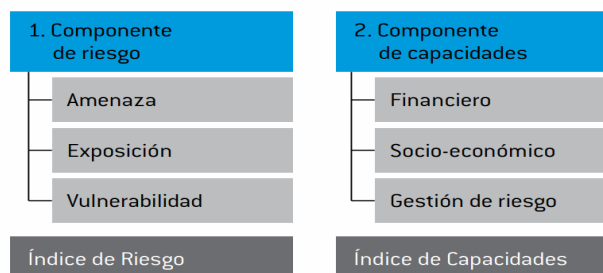 1. Componente
de riesgo
Amenaza
Exposición
Vulnerabilidad
Índice de Riesgo
2. Componente
de capacidades
Financiero
Socio-económico
Gestión de riesgo
Índice de Capacidades